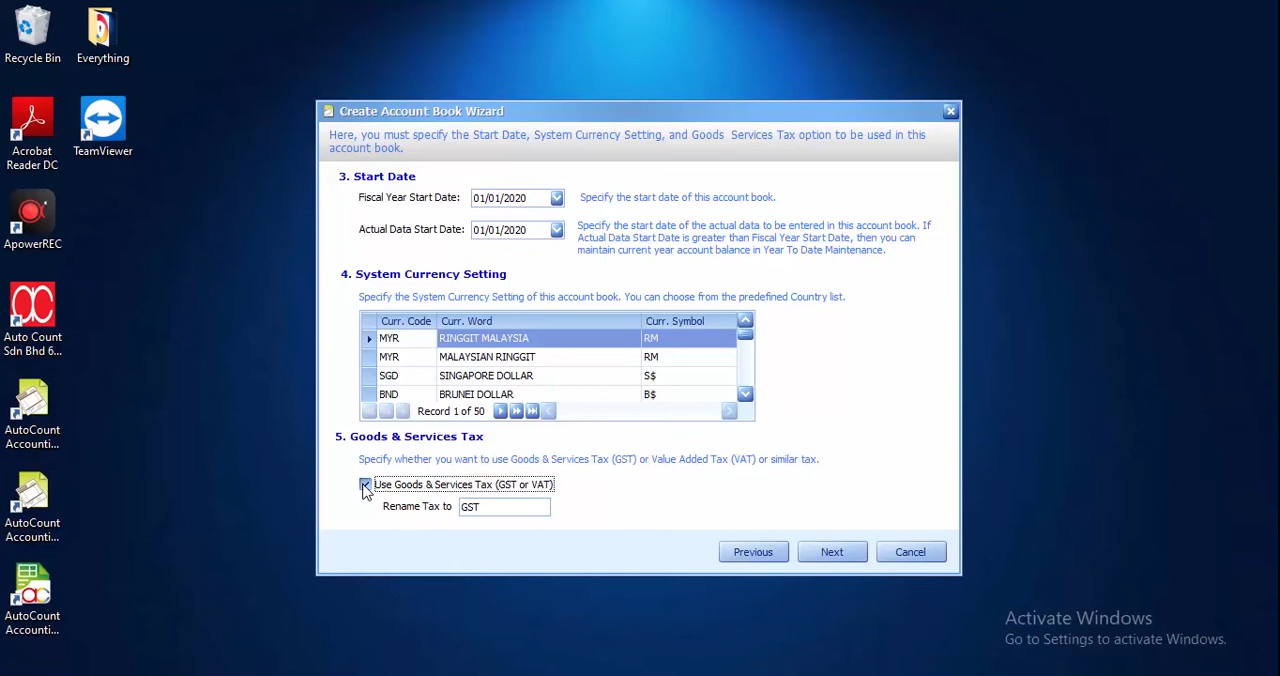 Recycle Bin
Everything
Acrobat
Reader DC
TeamViewer
ApowerREC
Auto Count
Sdn Bhd 6...
AutoCount
Accounti...
AutoCount
Accounti...
AutoCount
Accounti...
Create Account Book Wizard
Here, you must specify the Start Date, System Currency Setting, and Goods Services Tax option to be used in this
account book.
3. Start Date
Fiscal Year Start Date: 01/01/2020 Specify the start date of this account book.
Actual Data Start Date: 01/01/2020 Specify the start date of the actual data to be entered in this account book. If
Actual Data Start Date is greater than Fiscal Year Start Date, then you can
maintain current year account balance in Year To Date Maintenance.
4. System Currency Setting
Specify the System Currency Setting of this account book. You can choose from the predefined Country list.
Curr. Code Curr. Word Curr. Symbol
MYR RINGGIT MALAYSIA RM
MYR MALAYSIAN RINGGIT RM
SGD SINGAPORE DOLLAR S$
BND BRUNEI DOLLAR B$
Record 1 of 50
5. Goods & Services Tax
Specify whether you want to use Goods & Services Tax (GST) or Value Added Tax (VAT) or similar tax.
Use Goods & Services Tax (GST or VAT)
Rename Tax to GST
Previous Next Cancel
Activate Windows
Go to Settings to activate Windows.